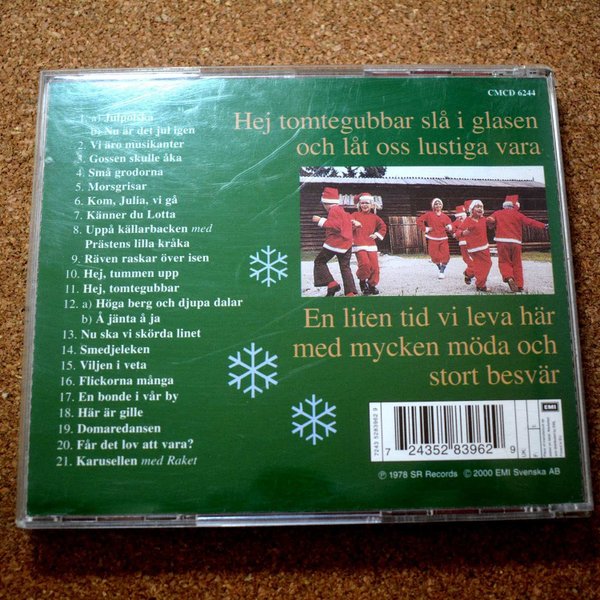 CMCD 6244
Hej tomtegubbar slå i glasen
och låt oss lustiga vara
1. a) Julpolska
b) Nu är det jul igen
2. Vi äro musikanter
3. Gossen skulle åka
4. Små grodorna
5. Morsgrisar
6. Kom, Julia, vi gå
7. Känner du Lotta
8. Uppå källarbacken med
Prästens lilla kråka
9. Räven raskar över isen
10. Hej, tummen upp
11. Hej, tomtegubbar
12. a) Höga berg och djupa dalar
b) Å jänta å ja
13. Nu ska vi skörda linet
14. Smedjeleken
15. Viljen i veta
16. Flickorna många
17. En bonde i vår by
18. Här är gille
19. Domaredansen
20. Får det lov att vara?
21. Karusellen med Raket
En liten tid vi leva här
med mycken möda och
stort besvär
7243 5283962 9
7 24352 83962 9
UK:
F:
EMI
℗ 1978 SR Records © 2000 EMI Svenska AB